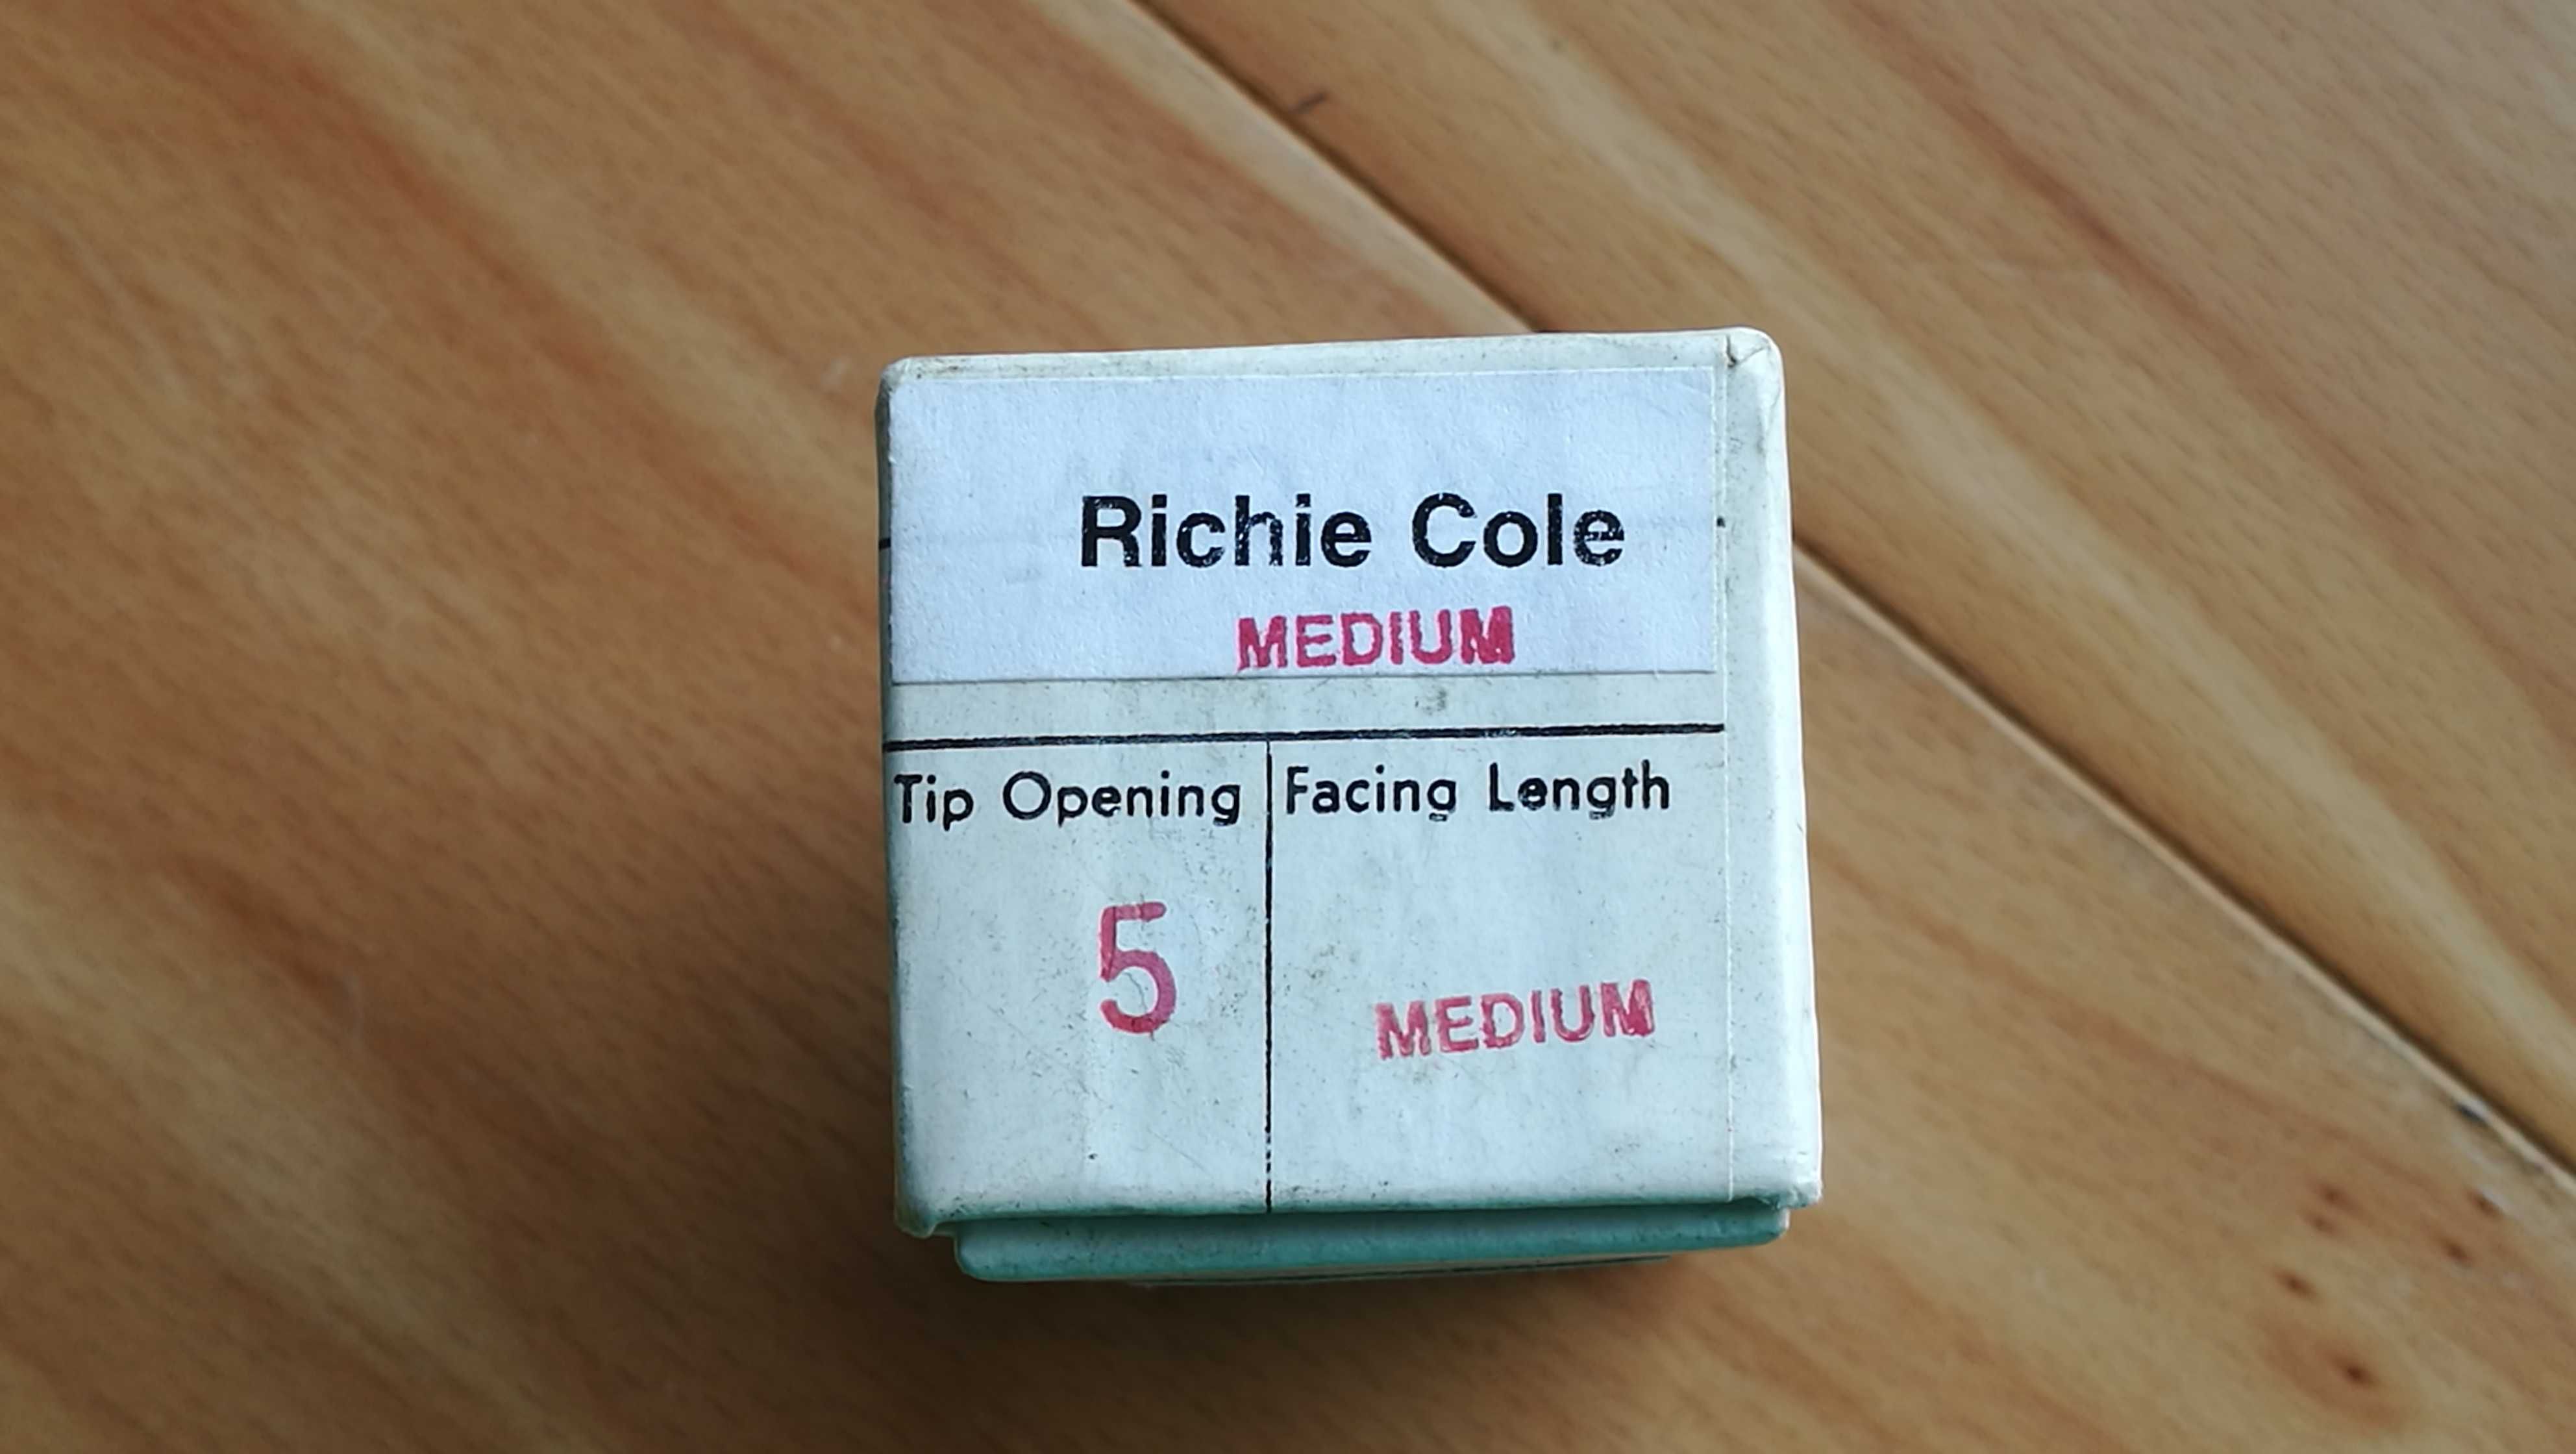 Richie Cole
MEDIUM
Tip Opening
Facing Length
5
MEDIUM